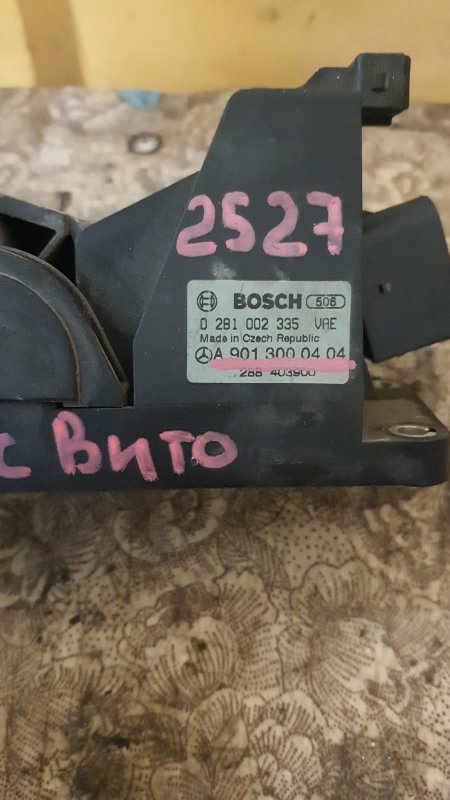 2527
BOSCH 506
0 281 002 335 VAE
Made in Czech Republic
A 901 300 04 04
288 403900
с Вито